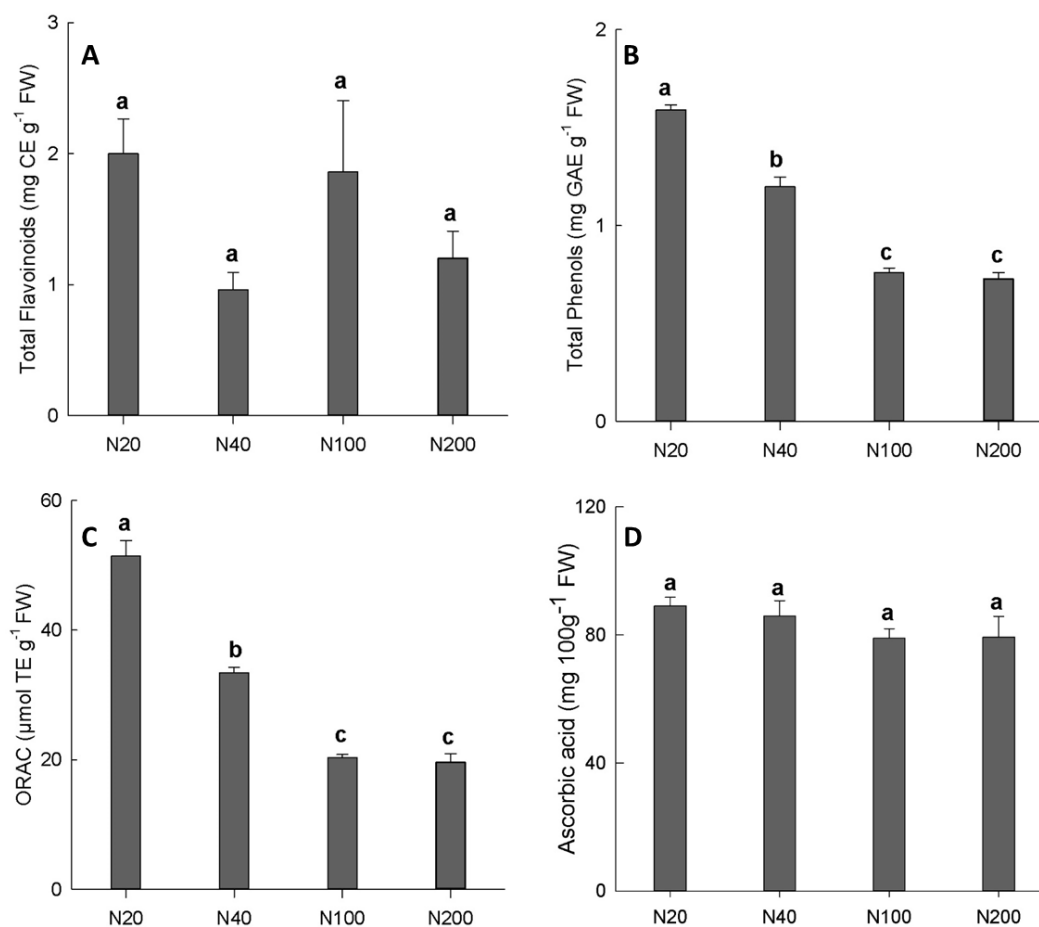 A
Total Flavoinoids (mg CE g⁻¹ FW)
3
2
1
0
a
a
a
a
N20 N40 N100 N200
B
Total Phenols (mg GAE g⁻¹ FW)
2
1
0
a
b
c
c
N20 N40 N100 N200
C
ORAC (µmol TE g⁻¹ FW)
60
40
20
0
a
b
c
c
N20 N40 N100 N200
D
Ascorbic acid (mg 100g⁻¹ FW)
120
80
40
0
a
a
a
a
N20 N40 N100 N200